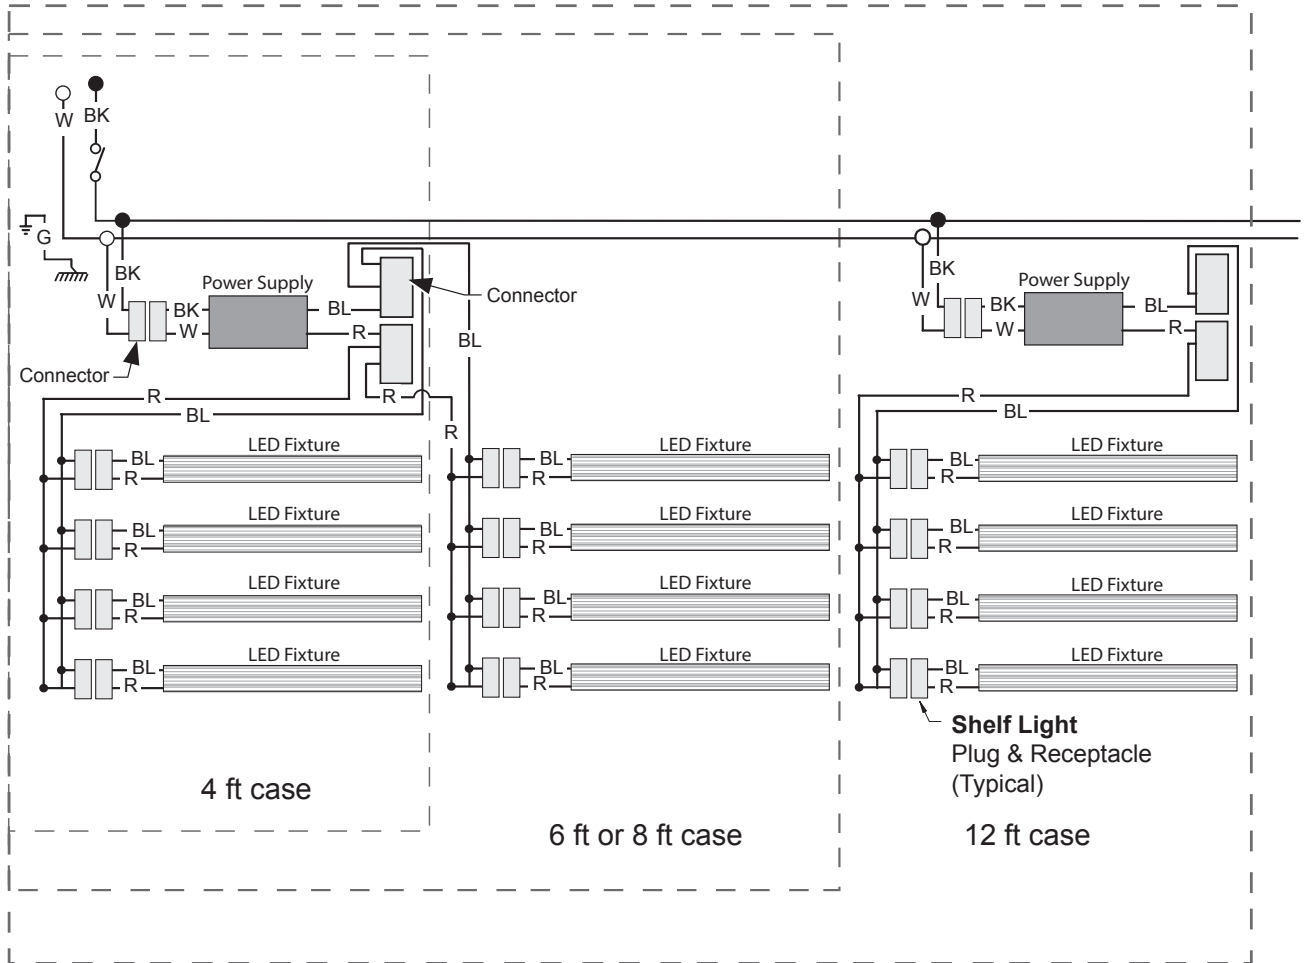 W
BK
G
BK
W
Power Supply
BK
W
BL
R
Connector
BL
Connector
R
BL
R
R
BK
W
Power Supply
BK
W
BL
R
R
BL
LED Fixture
BL
R
LED Fixture
BL
R
LED Fixture
BL
R
LED Fixture
BL
R
LED Fixture
BL
R
LED Fixture
BL
R
LED Fixture
BL
R
LED Fixture
BL
R
LED Fixture
BL
R
LED Fixture
BL
R
LED Fixture
BL
R
LED Fixture
BL
R
Shelf Light
Plug & Receptacle
(Typical)
4 ft case
6 ft or 8 ft case
12 ft case